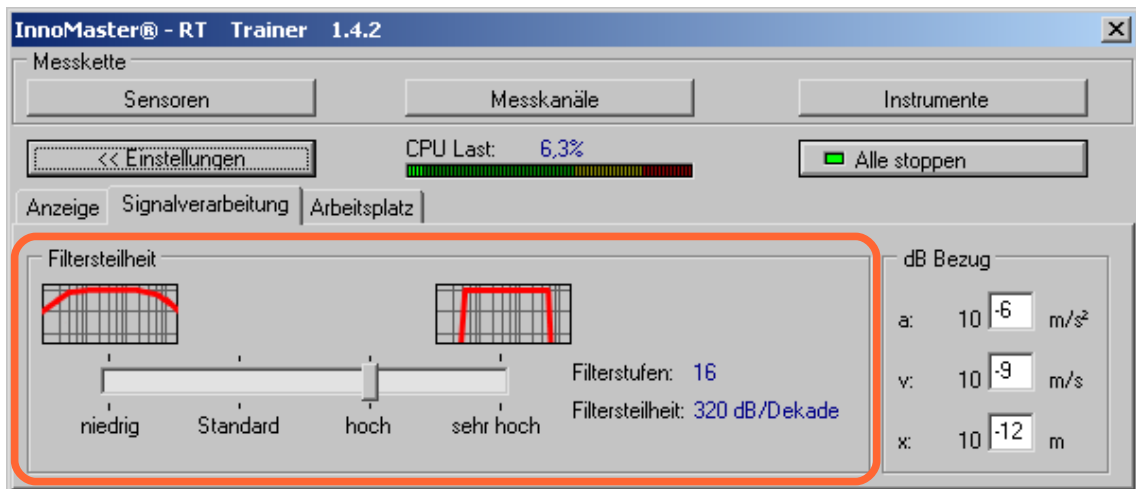 InnoMaster® - RT Trainer 1.4.2
Messkette
Sensoren Messkanäle Instrumente
<< Einstellungen CPU Last: 6,3% Alle stoppen
Anzeige Signalverarbeitung Arbeitsplatz
Filtersteilheit
Filterstufen: 16
Filtersteilheit: 320 dB/Dekade
niedrig Standard hoch sehr hoch
dB Bezug
a: 10 -6 m/s²
v: 10 -9 m/s
x: 10 -12 m